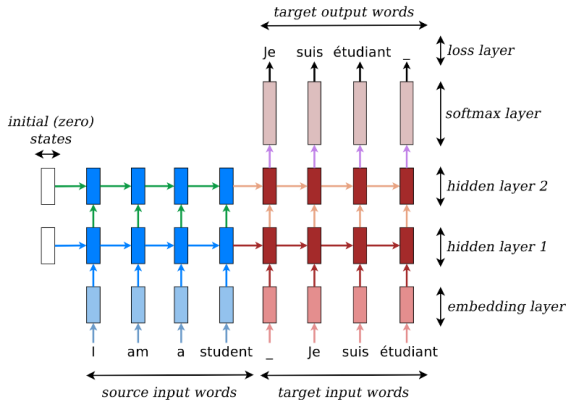 target output words
Je suis étudiant _
loss layer
softmax layer
initial (zero)
states
hidden layer 2
hidden layer 1
embedding layer
I am a student _ Je suis étudiant
source input words target input words